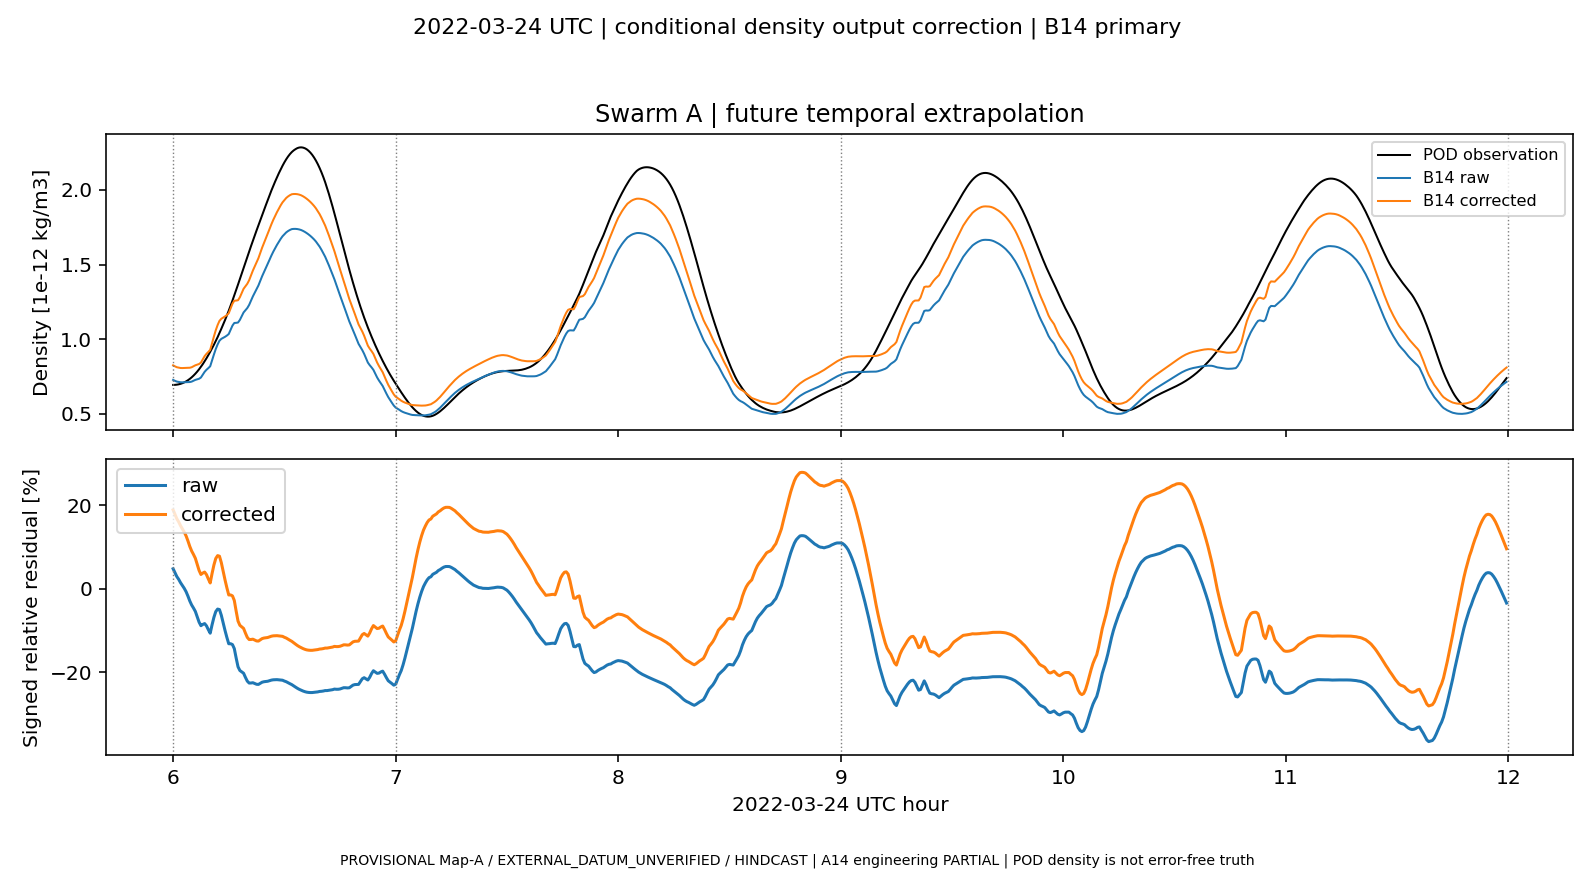 2022-03-24 UTC | conditional density output correction | B14 primary
Swarm A | future temporal extrapolation
Density [1e-12 kg/m3]
2.0
1.5
1.0
0.5
POD observation
B14 raw
B14 corrected
Signed relative residual [%]
20
0
−20
raw
corrected
6 7 8 9 10 11 12
2022-03-24 UTC hour
PROVISIONAL Map-A / EXTERNAL_DATUM_UNVERIFIED / HINDCAST | A14 engineering PARTIAL | POD density is not error-free truth